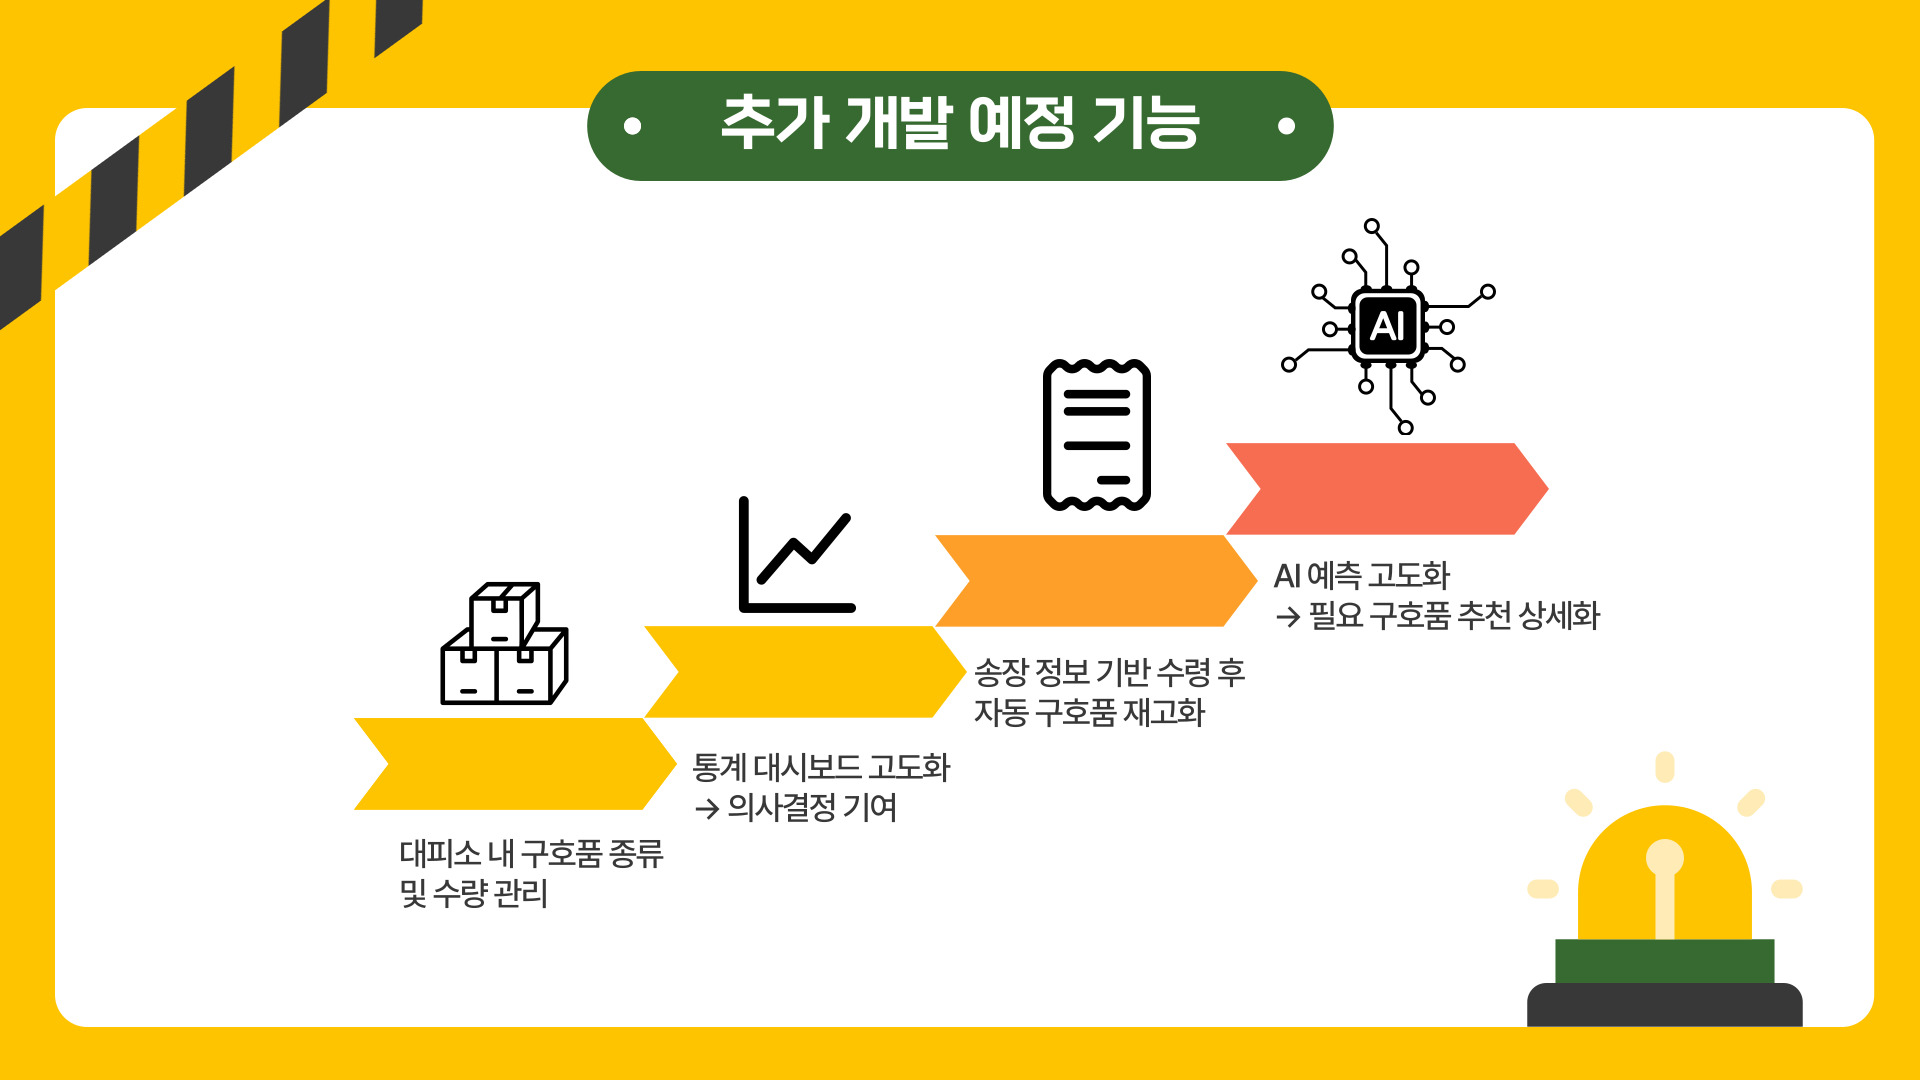 추가 개발 예정 기능
AI
대피소 내 구호품 종류
및 수량 관리
통계 대시보드 고도화
→ 의사결정 기여
송장 정보 기반 수령 후
자동 구호품 재고화
AI 예측 고도화
→ 필요 구호품 추천 상세화